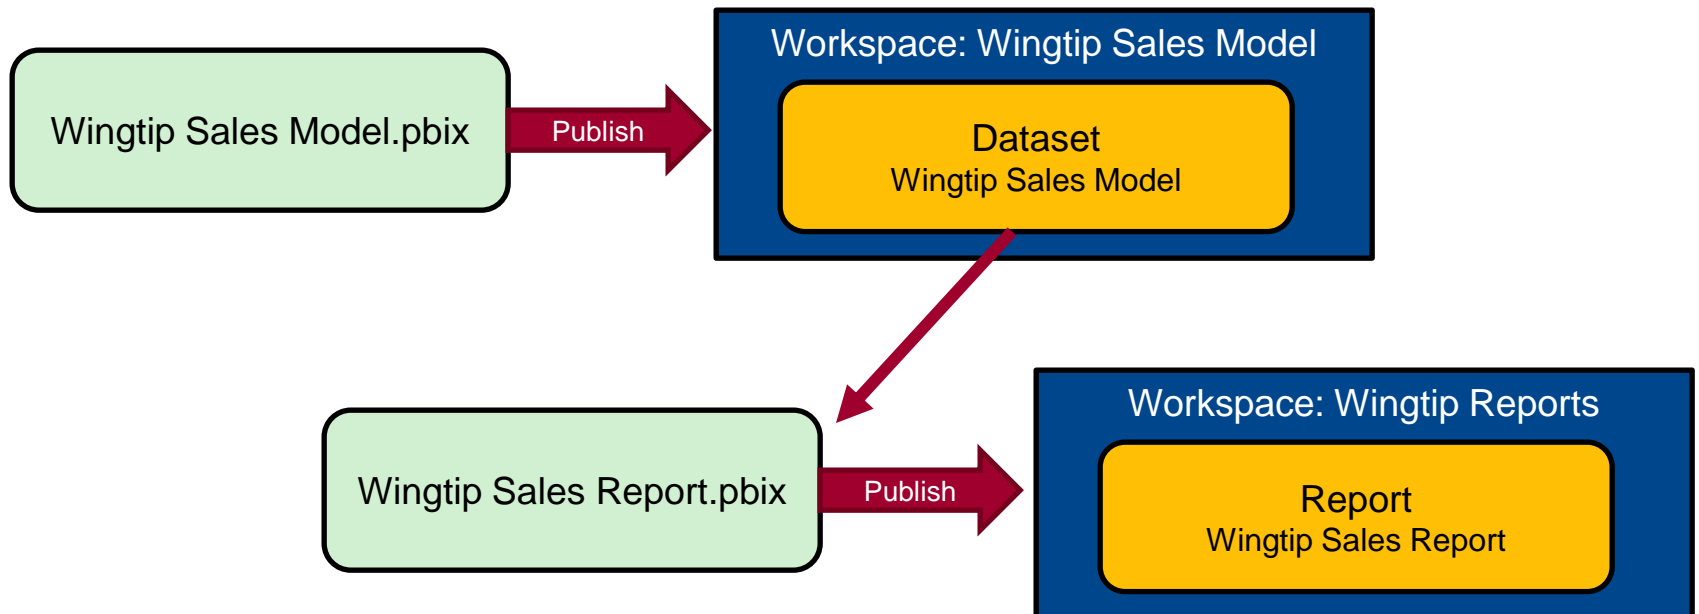 Workspace: Wingtip Sales Model
Wingtip Sales Model.pbix
Publish
Dataset
Wingtip Sales Model
Workspace: Wingtip Reports
Wingtip Sales Report.pbix
Publish
Report
Wingtip Sales Report